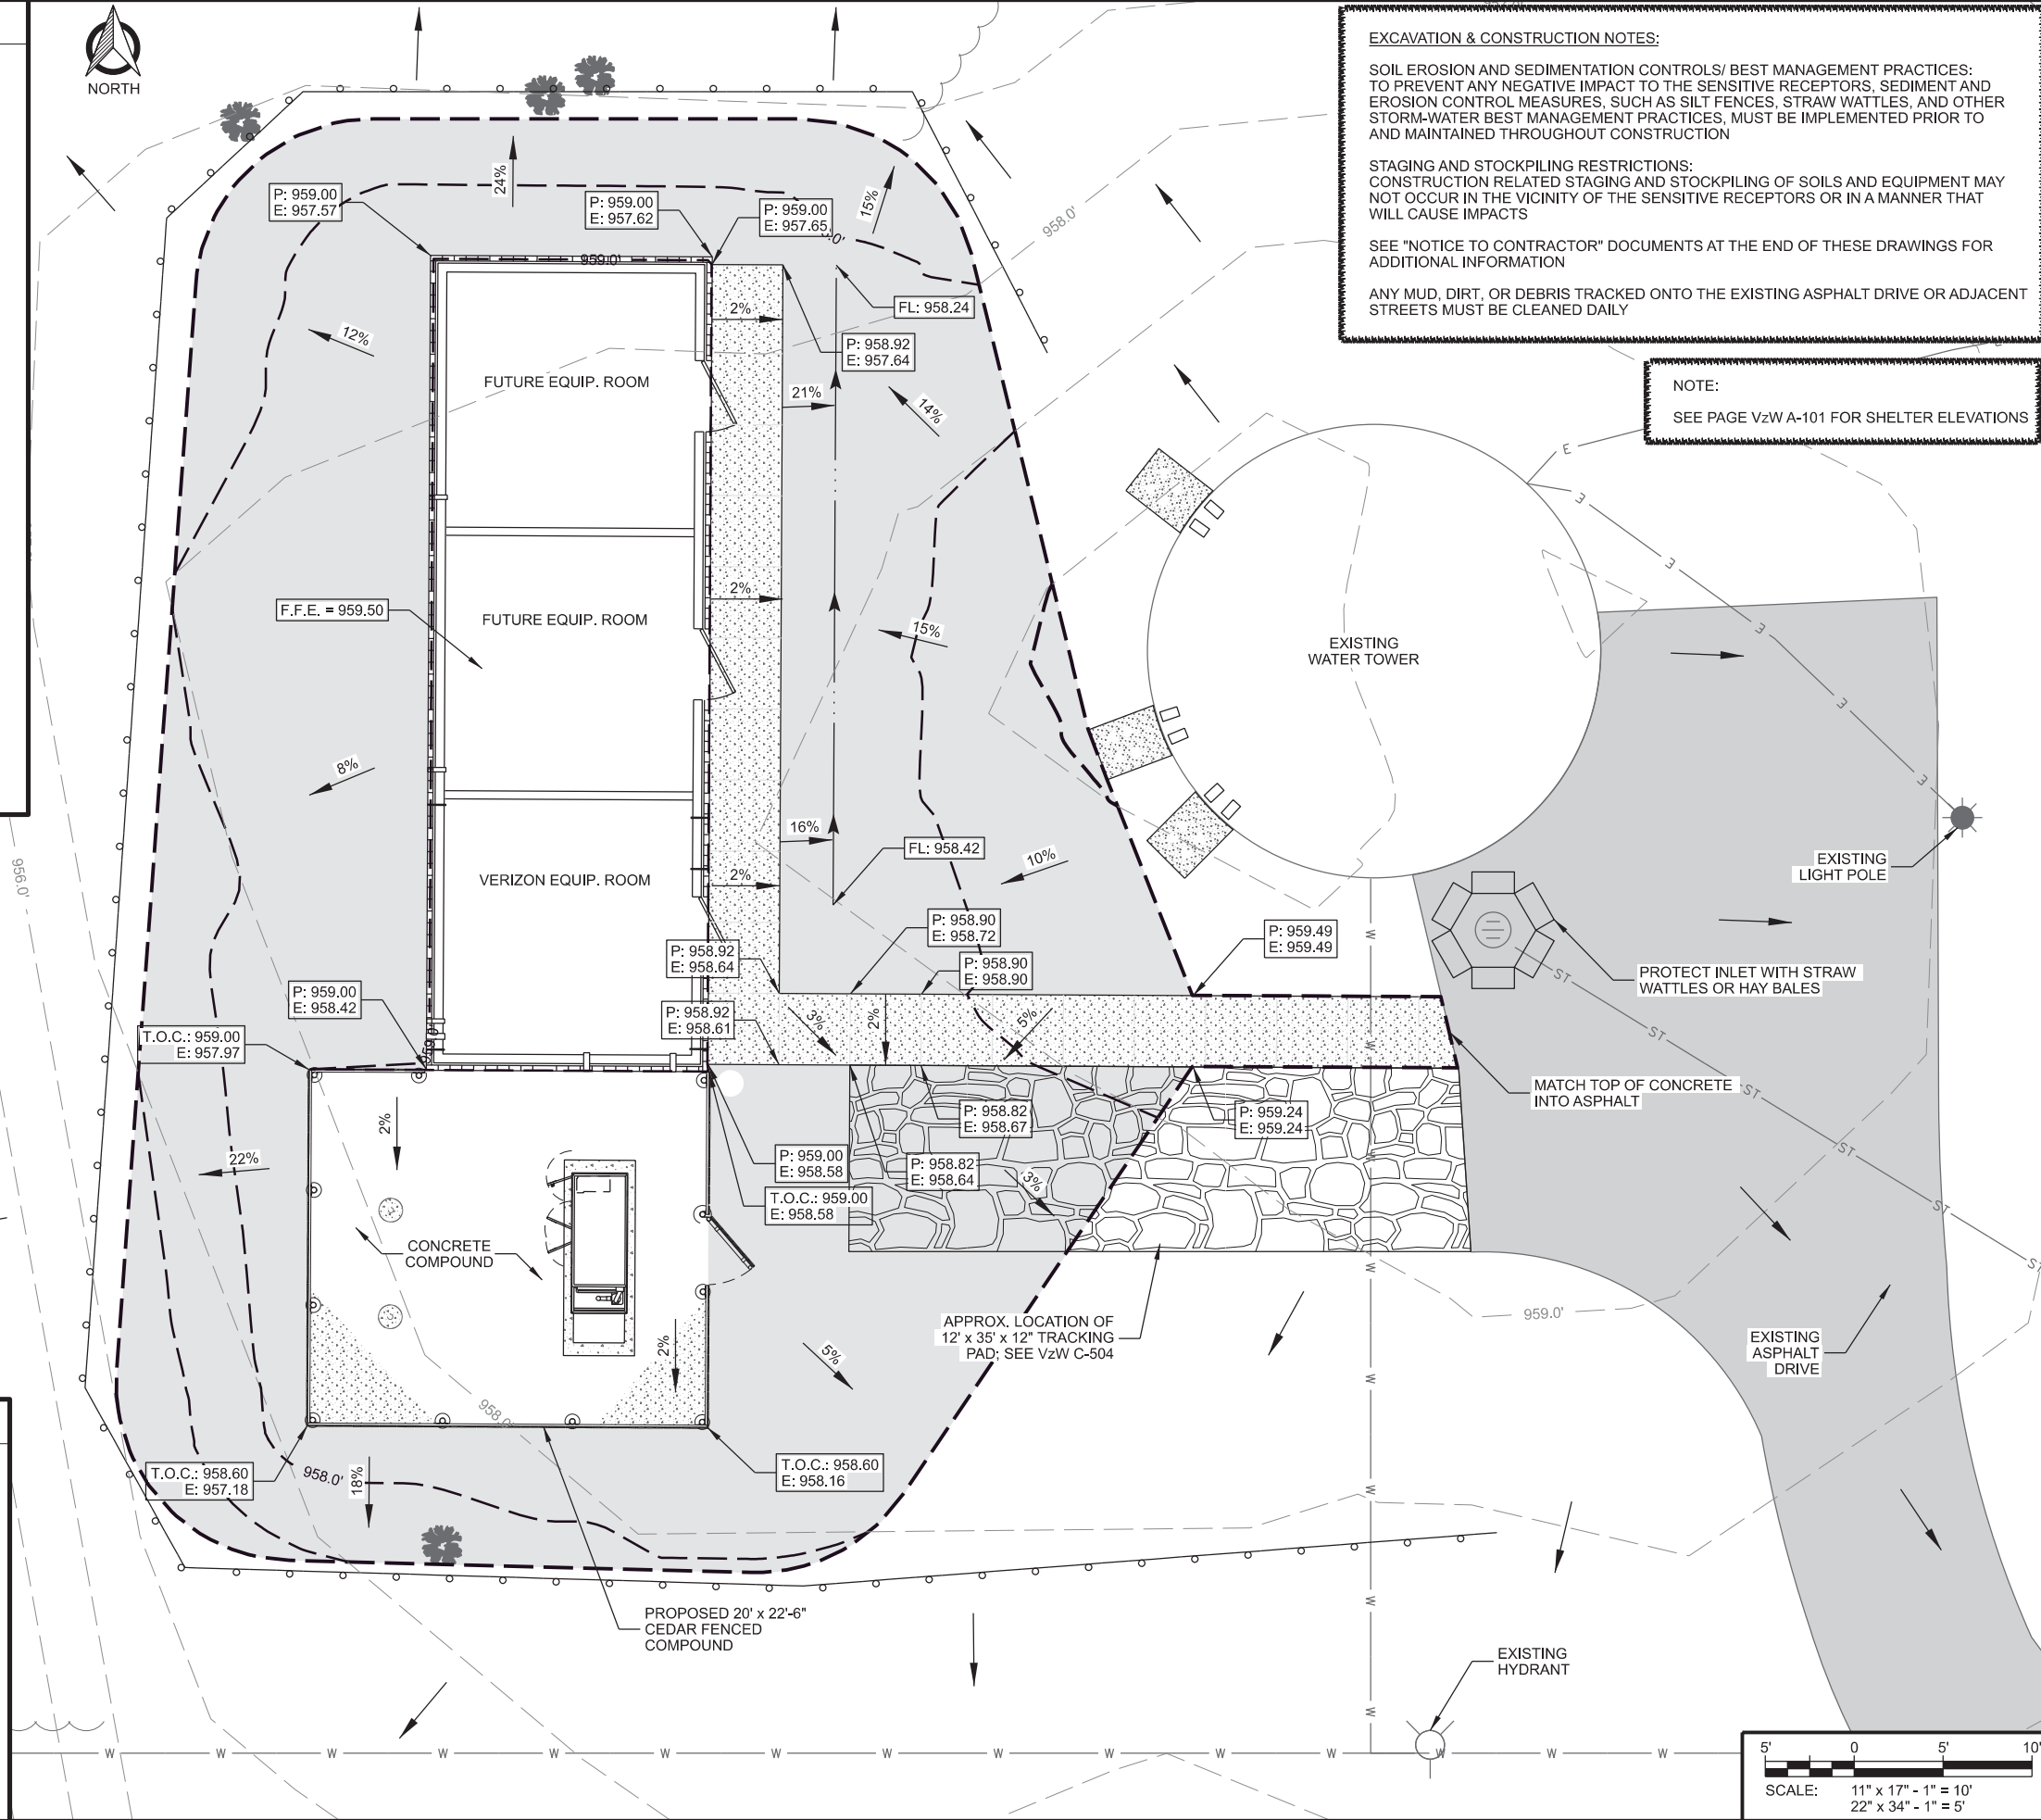 NORTH
EXCAVATION & CONSTRUCTION NOTES:
SOIL EROSION AND SEDIMENTATION CONTROLS/ BEST MANAGEMENT PRACTICES:
TO PREVENT ANY NEGATIVE IMPACT TO THE SENSITIVE RECEPTORS, SEDIMENT AND
EROSION CONTROL MEASURES, SUCH AS SILT FENCES, STRAW WATTLES, AND OTHER
STORM-WATER BEST MANAGEMENT PRACTICES, MUST BE IMPLEMENTED PRIOR TO
AND MAINTAINED THROUGHOUT CONSTRUCTION
STAGING AND STOCKPILING RESTRICTIONS:
CONSTRUCTION RELATED STAGING AND STOCKPILING OF SOILS AND EQUIPMENT MAY
NOT OCCUR IN THE VICINITY OF THE SENSITIVE RECEPTORS OR IN A MANNER THAT
WILL CAUSE IMPACTS
SEE "NOTICE TO CONTRACTOR" DOCUMENTS AT THE END OF THESE DRAWINGS FOR
ADDITIONAL INFORMATION
ANY MUD, DIRT, OR DEBRIS TRACKED ONTO THE EXISTING ASPHALT DRIVE OR ADJACENT
STREETS MUST BE CLEANED DAILY
NOTE:
SEE PAGE VzW A-101 FOR SHELTER ELEVATIONS
24%
15%
P: 959.00
E: 957.57
P: 959.00
E: 957.62
P: 959.00
E: 957.65
958.0'
959.0'
2%
FL: 958.24
12%
P: 958.92
E: 957.64
FUTURE EQUIP. ROOM
21%
14%
E
E
E
E
E
E
2%
F.F.E. = 959.50
FUTURE EQUIP. ROOM
15%
EXISTING
WATER TOWER
8%
16%
FL: 958.42
10%
956.0'
VERIZON EQUIP. ROOM
2%
EXISTING
LIGHT POLE
P: 958.90
E: 958.72
P: 959.49
E: 959.49
W
P: 958.92
E: 958.64
P: 958.90
E: 958.90
ST
PROTECT INLET WITH STRAW
WATTLES OR HAY BALES
P: 959.00
E: 958.42
P: 958.92
E: 958.61
3%
2%
5%
T.O.C.: 959.00
E: 957.97
959.0'
W
ST
MATCH TOP OF CONCRETE
INTO ASPHALT
ST
2%
P: 958.82
E: 958.67
P: 959.24
E: 959.24
W
ST
22%
P: 959.00
E: 958.58
P: 958.82
E: 958.64
3%
T.O.C.: 959.00
E: 958.58
ST
CONCRETE
COMPOUND
W
ST
2%
APPROX. LOCATION OF
12' x 35' x 12" TRACKING
PAD; SEE VzW C-504
959.0'
5%
EXISTING
ASPHALT
DRIVE
W
958.0'
T.O.C.: 958.60
E: 957.18
958.0'
18%
T.O.C.: 958.60
E: 958.16
W
W
PROPOSED 20' x 22'-6"
CEDAR FENCED
COMPOUND
W
EXISTING
HYDRANT
W
W W W W W W W W W W W W W W W
5' 0 5' 10'
SCALE: 11" x 17" - 1" = 10'
22" x 34" - 1" = 5'